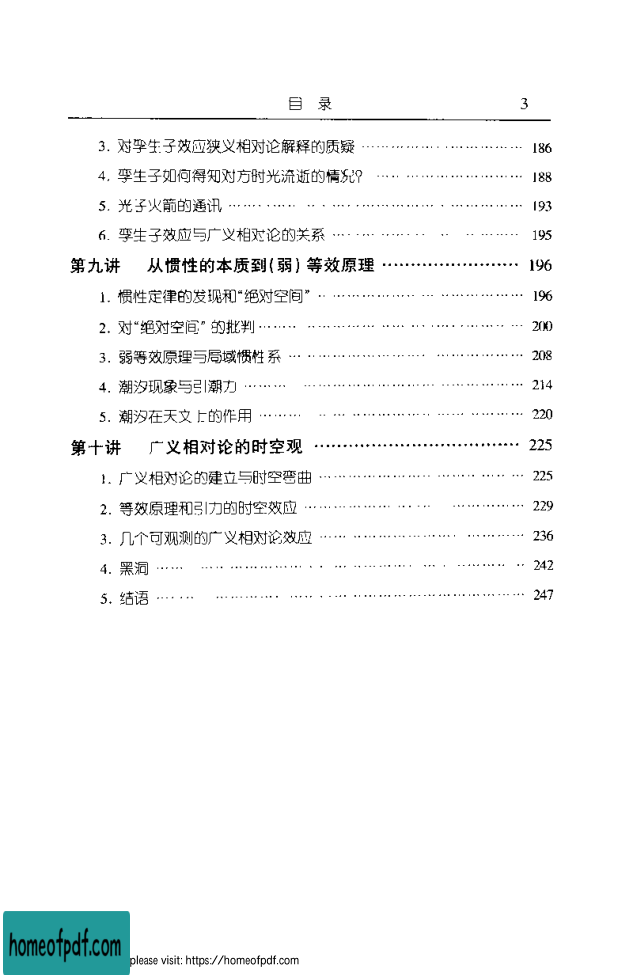 目 录 3
3. 对孪生子效应狭义相对论解释的质疑 …………………… 186
4. 孪生子如何得知对方时光流逝的情况? …………………… 188
5. 光子火箭的通讯 …………………… 193
6. 孪生子效应与广义相对论的关系 …………………… 195
第九讲 从惯性的本质到(弱)等效原理 …………………… 196
1. 惯性定律的发现和“绝对空间” …………………… 196
2. 对“绝对空间”的批判 …………………… 200
3. 弱等效原理与局域惯性系 …………………… 208
4. 潮汐现象与引潮力 …………………… 214
5. 潮汐在天文上的作用 …………………… 220
第十讲 广义相对论的时空观 …………………… 225
1. 广义相对论的建立与时空弯曲 …………………… 225
2. 等效原理和引力的时空效应 …………………… 229
3. 几个可观测的广义相对论效应 …………………… 236
4. 黑洞 …………………… 242
5. 结语 …………………… 247
homeofpdf.com
please visit: https://homeofpdf.com